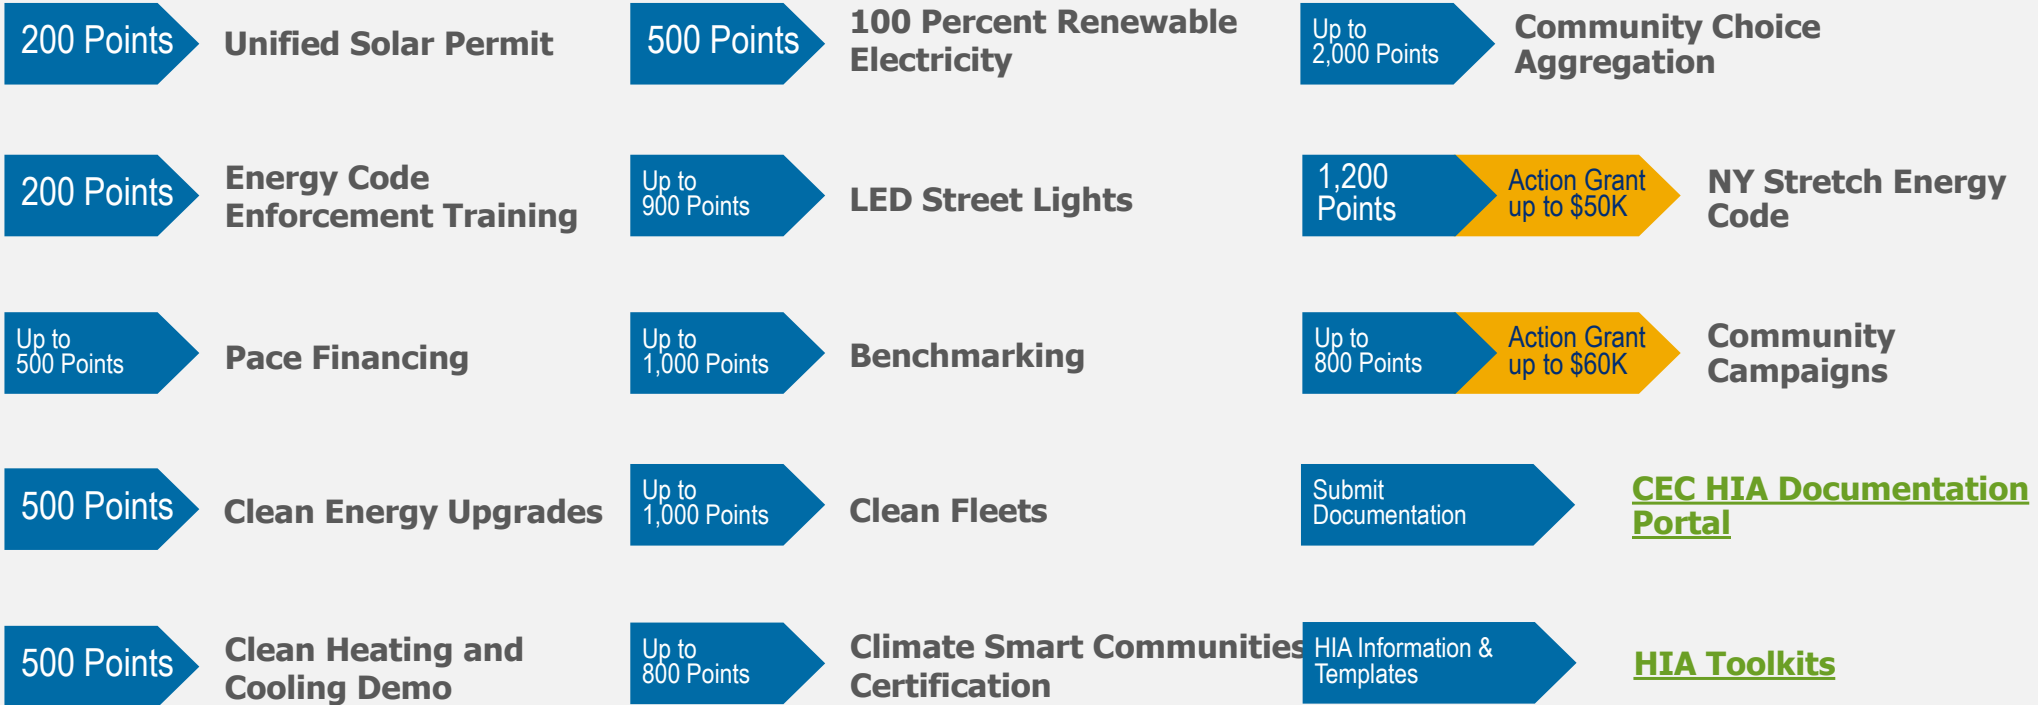 200 Points
Unified Solar Permit
500 Points
100 Percent Renewable
Electricity
Up to
2,000 Points
Community Choice
Aggregation
200 Points
Energy Code
Enforcement Training
Up to
900 Points
LED Street Lights
1,200
Points
Action Grant
up to $50K
NY Stretch Energy
Code
Up to
500 Points
Pace Financing
Up to
1,000 Points
Benchmarking
Up to
800 Points
Action Grant
up to $60K
Community
Campaigns
500 Points
Clean Energy Upgrades
Up to
1,000 Points
Clean Fleets
Submit
Documentation
CEC HIA Documentation
Portal
500 Points
Clean Heating and
Cooling Demo
Up to
800 Points
Climate Smart Communities
Certification
HIA Information &
Templates
HIA Toolkits